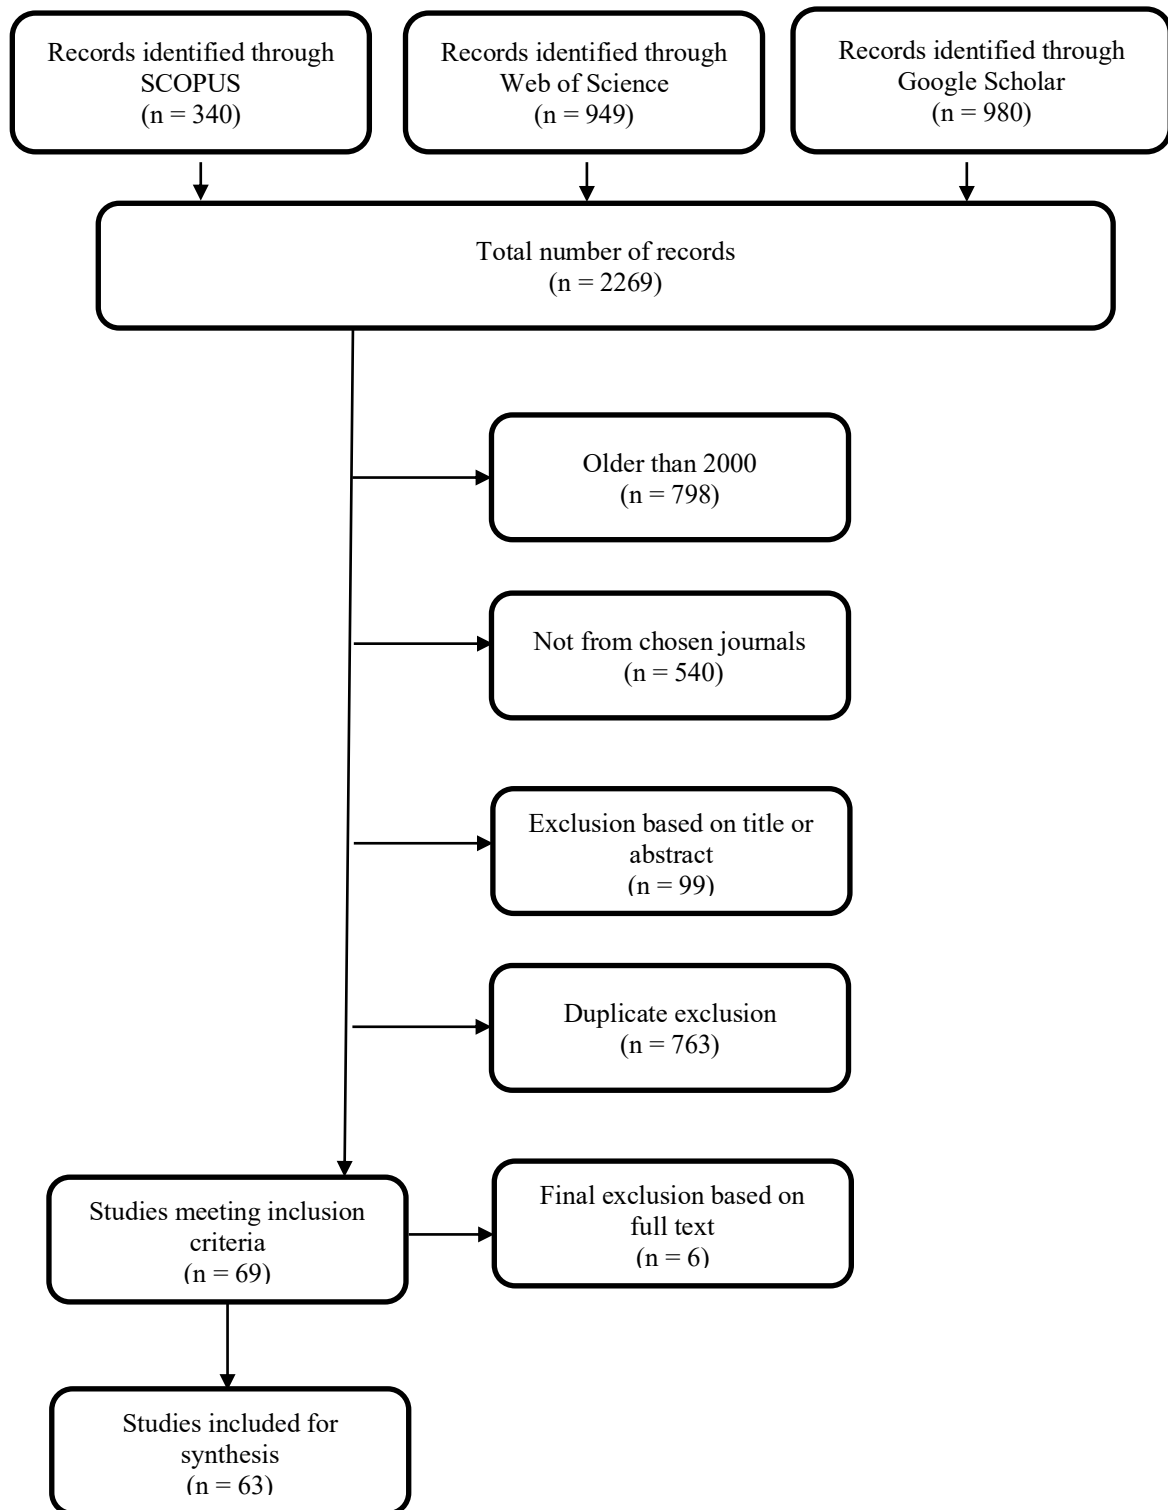 Records identified through
SCOPUS
(n = 340)
Records identified through
Web of Science
(n = 949)
Records identified through
Google Scholar
(n = 980)
Total number of records
(n = 2269)
Older than 2000
(n = 798)
Not from chosen journals
(n = 540)
Exclusion based on title or
abstract
(n = 99)
Duplicate exclusion
(n = 763)
Studies meeting inclusion
criteria
(n = 69)
Final exclusion based on
full text
(n = 6)
Studies included for
synthesis
(n = 63)